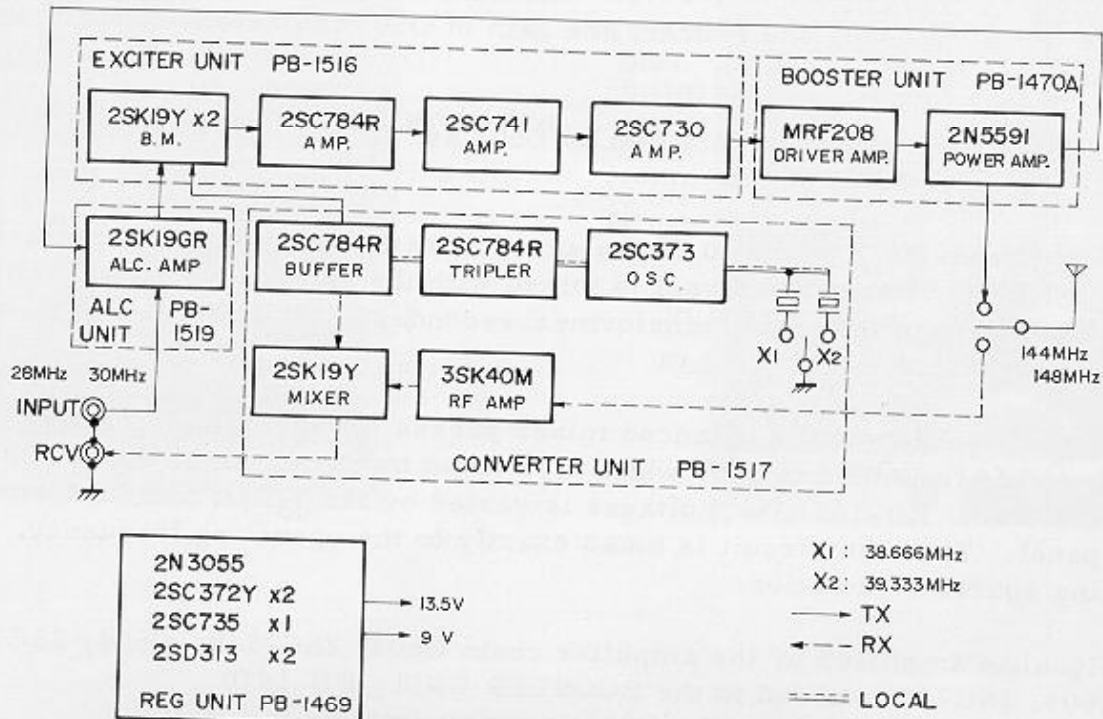 EXCITER UNIT PB-1516
BOOSTER UNIT PB-1470A
2SK19Y x2
B.M.
2SC784R
AMP.
2SC741
AMP.
2SC730
AMP.
MRF208
DRIVER AMP.
2N5591
POWER AMP.
2SK19GR
ALC. AMP
ALC
UNIT
PB-
1519
2SC784R
BUFFER
2SC784R
TRIPLER
2SC373
O.S.C.
X1
X2
144MHz
148MHz
28MHz 30MHz
INPUT
RCV
2SK19Y
MIXER
3SK40M
RF AMP
CONVERTER UNIT PB-1517
2N3055
2SC372Y x2
2SC735 x1
2SD313 x2
REG UNIT PB-1469
13.5V
9 V
X1: 38.666MHz
X2: 39.333MHz
TX
RX
LOCAL